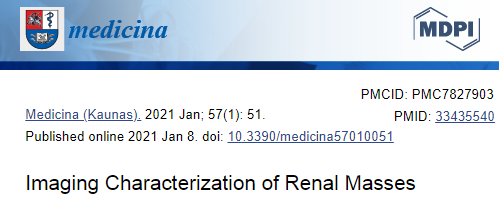 medicina
MDPI
PMCID: PMC7827903
Medicina (Kaunas). 2021 Jan; 57(1): 51.
PMID: 33435540
Published online 2021 Jan 8. doi: 10.3390/medicina57010051
Imaging Characterization of Renal Masses